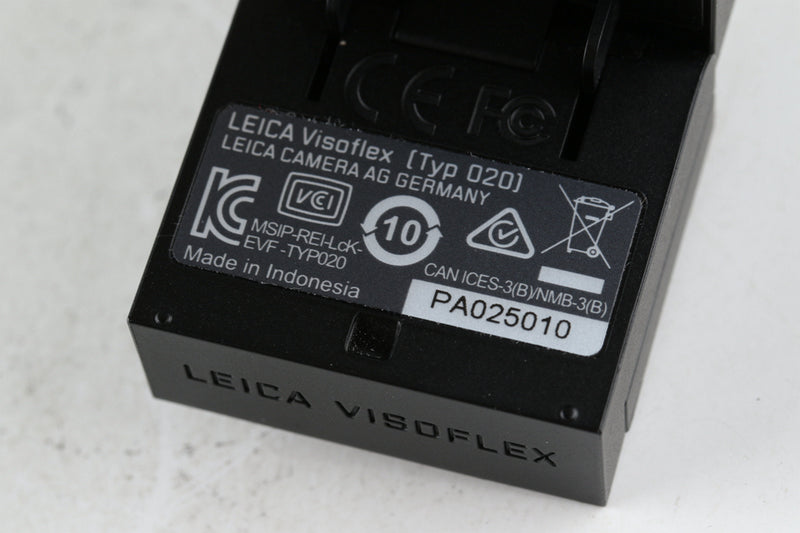 CE FC
LEICA Visoflex (Typ 020)
LEICA CAMERA AG GERMANY
KC
VCI
MSIP-REI-LcK-
EVF-TYP020
10
Made in Indonesia
CAN ICES-3(B)/NMB-3(B)
PA025010
LEICA VISOFLEX